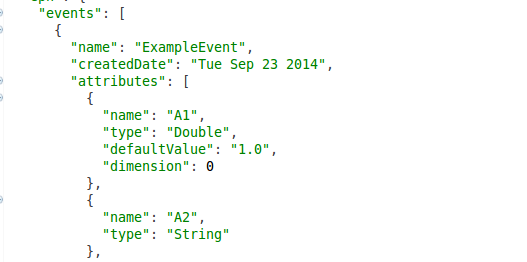 "events": [
{
"name": "ExampleEvent",
"createdDate": "Tue Sep 23 2014",
"attributes": [
{
"name": "A1",
"type": "Double",
"defaultValue": "1.0",
"dimension": 0
},
{
"name": "A2",
"type": "String"
},